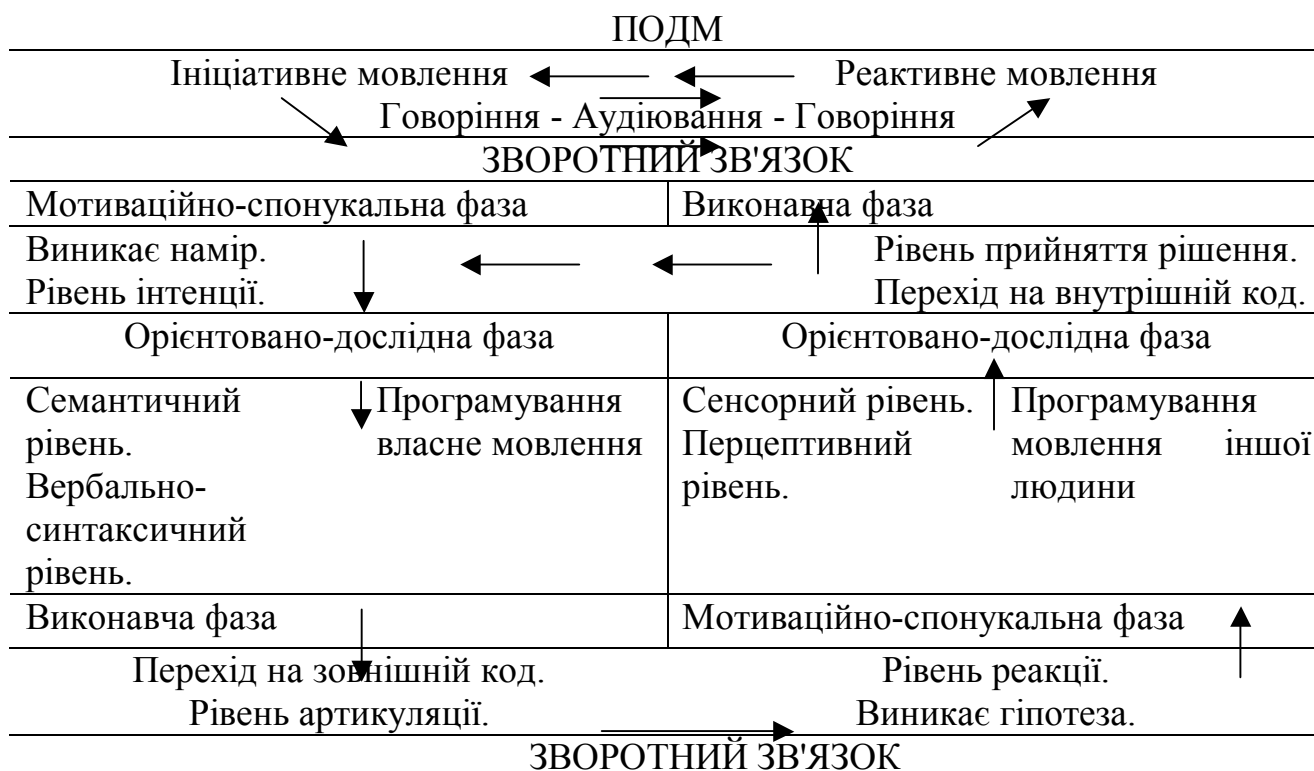 ПОДМ
Ініціативне мовлення Реактивне мовлення
Говоріння - Аудіювання - Говоріння
ЗВОРОТНИЙ ЗВ'ЯЗОК
Мотиваційно-спонукальна фаза Виконавча фаза
Виникає намір. Рівень прийняття рішення.
Рівень інтенції. Перехід на внутрішній код.
Орієнтовано-дослідна фаза Орієнтовано-дослідна фаза
Семантичний Програмування Сенсорний рівень. Програмування
рівень. власне мовлення Перцептивний мовлення іншої
Вербально- рівень. людини
синтаксичний
рівень.
Виконавча фаза Мотиваційно-спонукальна фаза
Перехід на зовнішній код. Рівень реакції.
Рівень артикуляції. Виникає гіпотеза.
ЗВОРОТНИЙ ЗВ'ЯЗОК